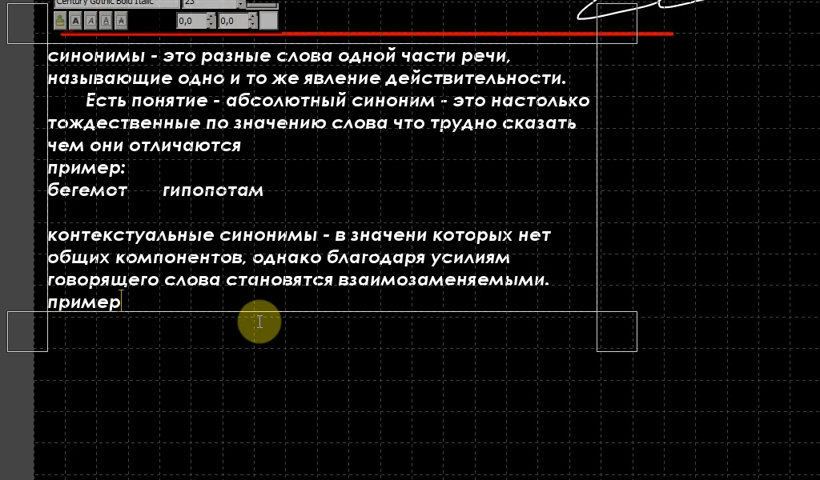 Century Gothic Bold Italic 23
A A A A 0,0 0,0
синонимы - это разные слова одной части речи,
называющие одно и то же явление действительности.
Есть понятие - абсолютный синоним - это настолько
тождественные по значению слова что трудно сказать
чем они отличаются
пример:
бегемот гипопотам
контекстуальные синонимы - в значени которых нет
общих компонентов, однако благодаря усилиям
говорящего слова становятся взаимозаменяемыми.
пример